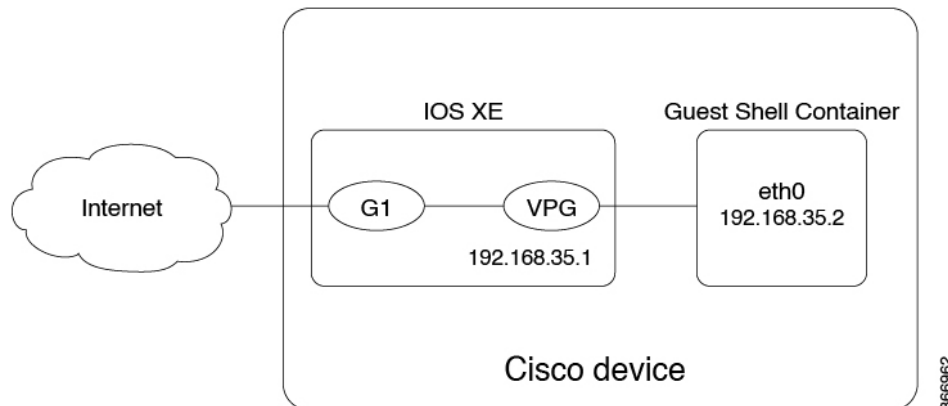 IOS XE
Guest Shell Container
Internet
G1
VPG
eth0
192.168.35.2
192.168.35.1
Cisco device
366962